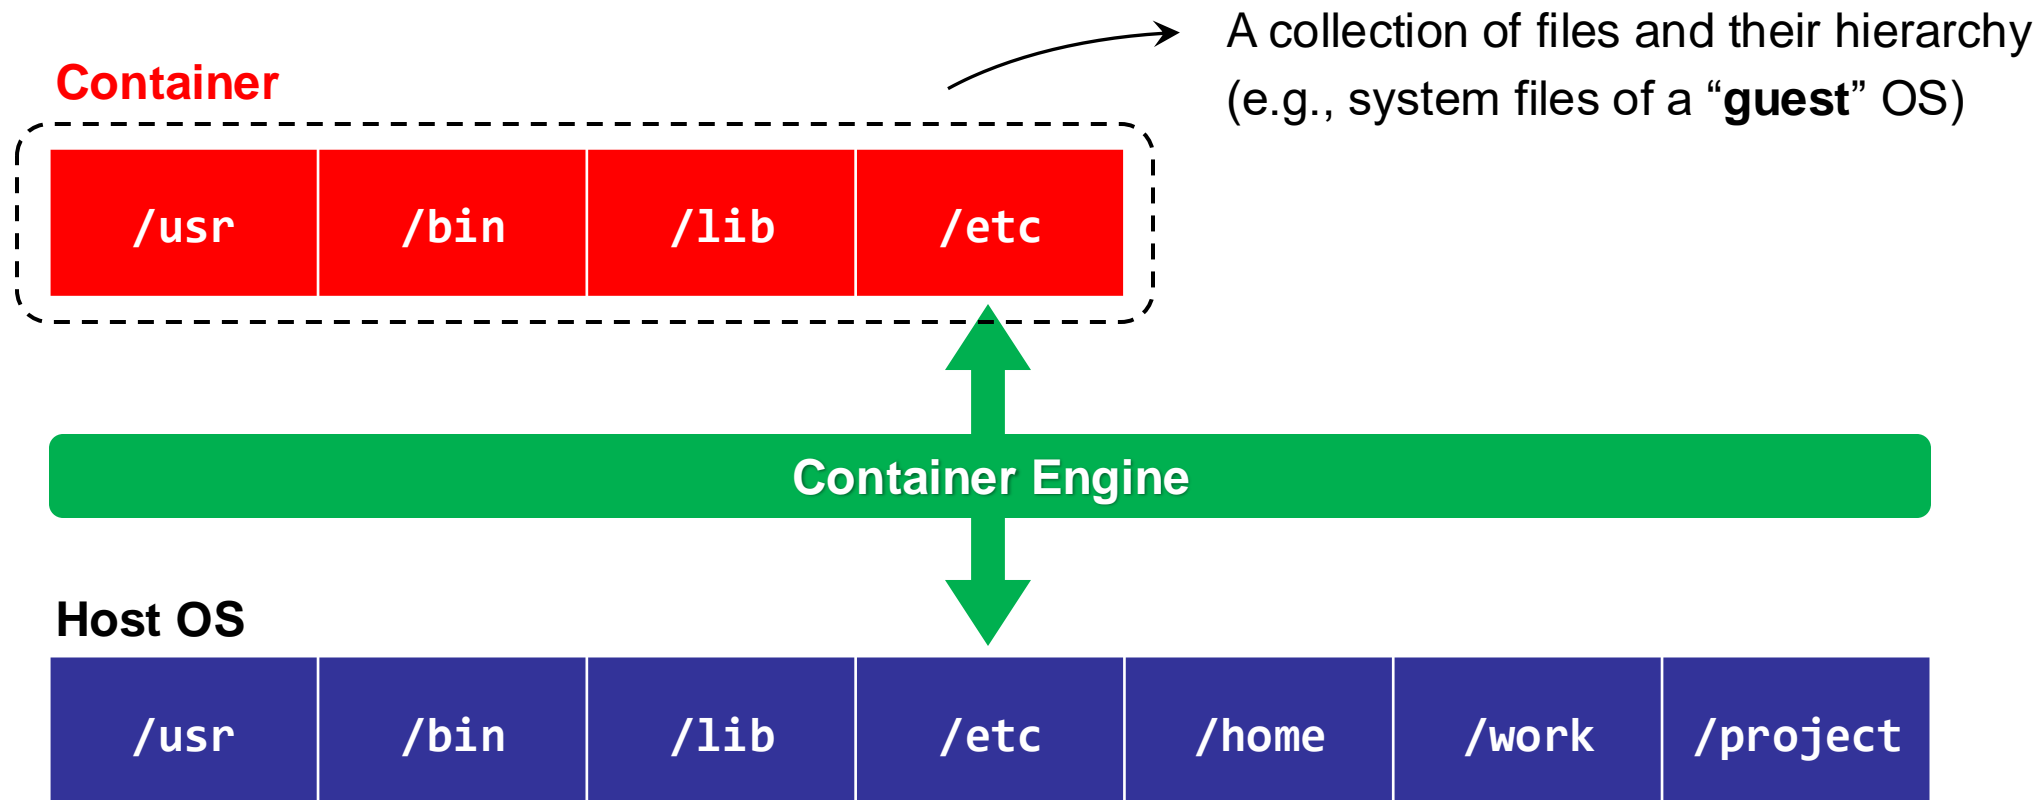 A collection of files and their hierarchy
(e.g., system files of a “guest” OS)
Container
/usr /bin /lib /etc
Container Engine
Host OS
/usr /bin /lib /etc /home /work /project